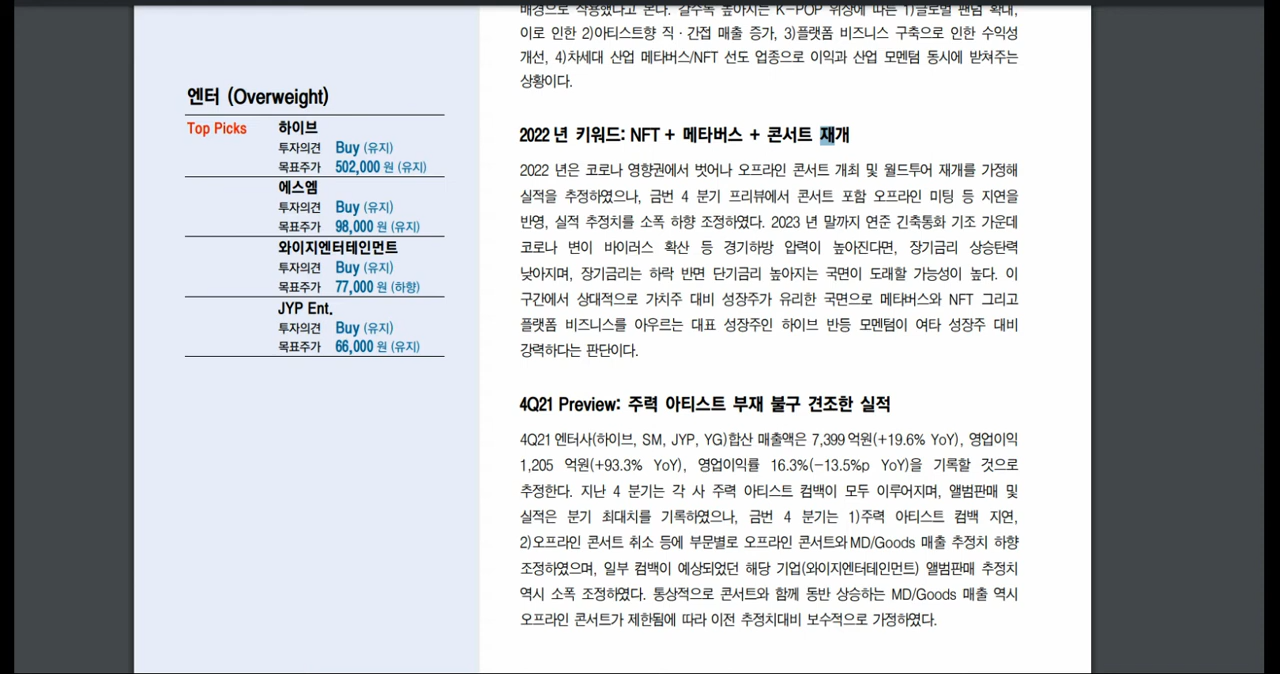 엔터 (Overweight)
Top Picks 하이브
투자의견 Buy (유지)
목표주가 502,000 원 (유지)
에스엠
투자의견 Buy (유지)
목표주가 98,000 원 (유지)
와이지엔터테인먼트
투자의견 Buy (유지)
목표주가 77,000 원 (하향)
JYP Ent.
투자의견 Buy (유지)
목표주가 66,000 원 (유지)
배경으로 작용했다고 본다. 갈수록 높아지는 K-POP 위상에 따른 1)글로벌 팬덤 확대,
이로 인한 2)아티스트향 직·간접 매출 증가, 3)플랫폼 비즈니스 구축으로 인한 수익성
개선, 4)차세대 산업 메타버스/NFT 선도 업종으로 이익과 산업 모멘텀 동시에 받쳐주는
상황이다.
2022 년 키워드: NFT + 메타버스 + 콘서트 재개
2022 년은 코로나 영향권에서 벗어나 오프라인 콘서트 개최 및 월드투어 재개를 가정해
실적을 추정하였으나, 금번 4 분기 프리뷰에서 콘서트 포함 오프라인 미팅 등 지연을
반영, 실적 추정치를 소폭 하향 조정하였다. 2023 년 말까지 연준 긴축통화 기조 가운데
코로나 변이 바이러스 확산 등 경기하방 압력이 높아진다면, 장기금리 상승탄력
낮아지며, 장기금리는 하락 반면 단기금리 높아지는 국면이 도래할 가능성이 높다. 이
구간에서 상대적으로 가치주 대비 성장주가 유리한 국면으로 메타버스와 NFT 그리고
플랫폼 비즈니스를 아우르는 대표 성장주인 하이브 반등 모멘텀이 여타 성장주 대비
강력하다는 판단이다.
4Q21 Preview: 주력 아티스트 부재 불구 견조한 실적
4Q21 엔터사(하이브, SM, JYP, YG)합산 매출액은 7,399 억원(+19.6% YoY), 영업이익
1,205 억원(+93.3% YoY), 영업이익률 16.3%(-13.5%p YoY)을 기록할 것으로
추정한다. 지난 4 분기는 각 사 주력 아티스트 컴백이 모두 이루어지며, 앨범판매 및
실적은 분기 최대치를 기록하였으나, 금번 4 분기는 1)주력 아티스트 컴백 지연,
2)오프라인 콘서트 취소 등에 부문별로 오프라인 콘서트와 MD/Goods 매출 추정치 하향
조정하였으며, 일부 컴백이 예상되었던 해당 기업(와이지엔터테인먼트) 앨범판매 추정치
역시 소폭 조정하였다. 통상적으로 콘서트와 함께 동반 상승하는 MD/Goods 매출 역시
오프라인 콘서트가 제한됨에 따라 이전 추정치대비 보수적으로 가정하였다.